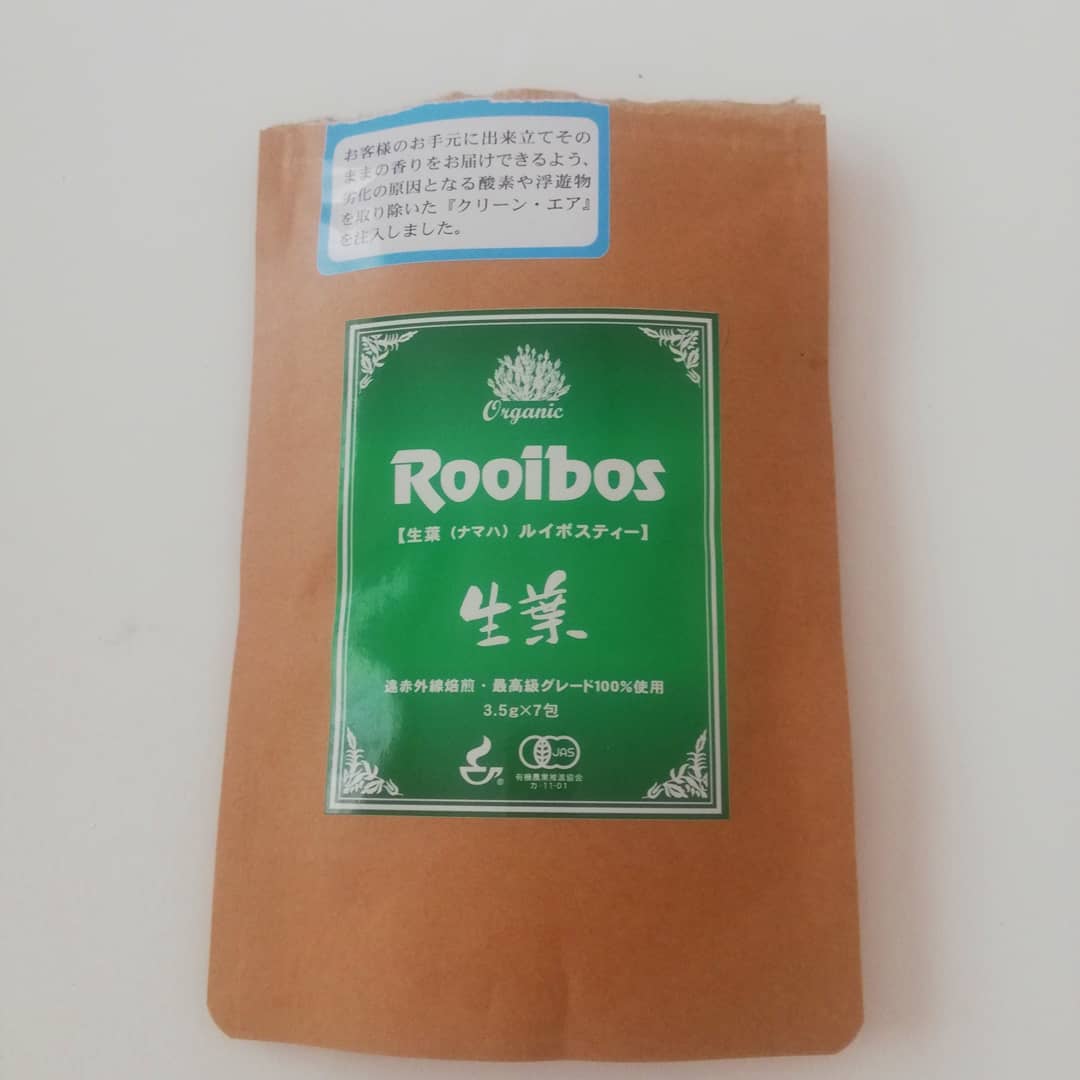 お客様のお手元に出来立てその
ままの香りをお届けできるよう、
劣化の原因となる酸素や浮遊物
を取り除いた『クリーン・エア』
を注入しました。
Organic
Rooibos
【生葉（ナマハ）ルイボスティー】
生葉
遠赤外線焙煎・最高級グレード100%使用
3.5g×7包
®
JAS
有機農業推進協会
カ-11-01